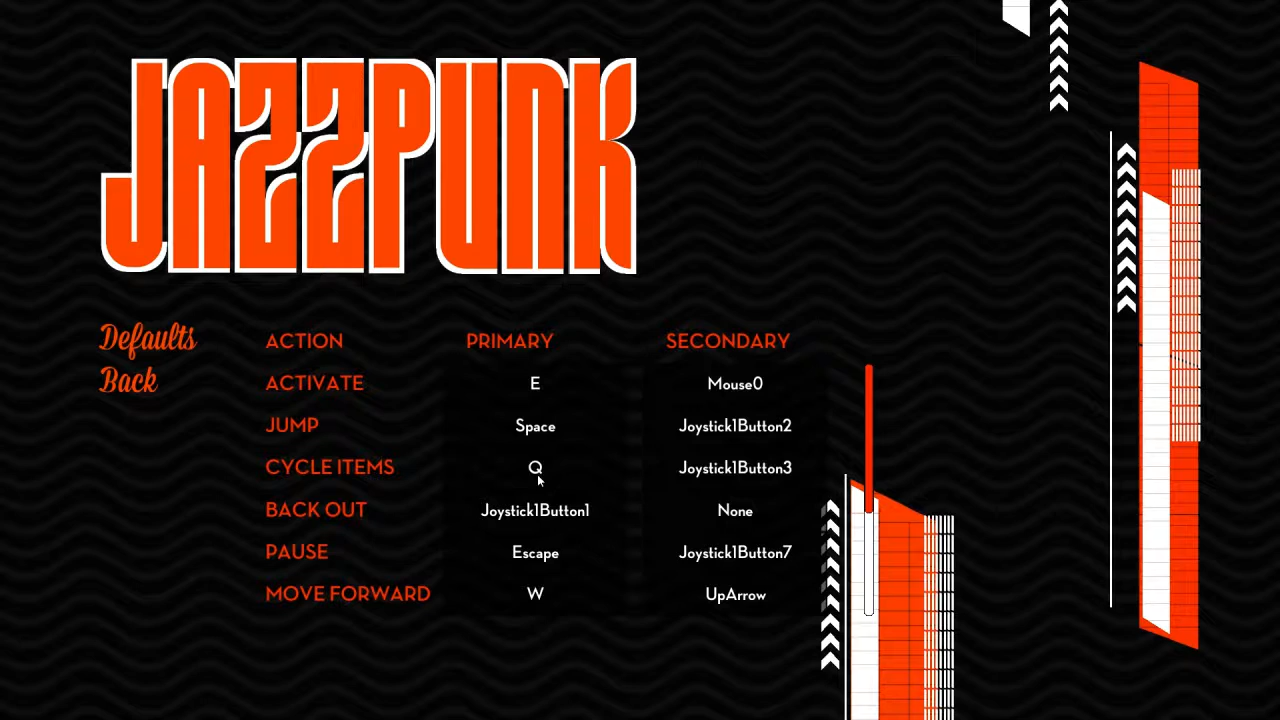 JAZZPUNK
Defaults
Back
ACTION PRIMARY SECONDARY
ACTIVATE E Mouse0
JUMP Space Joystick1Button2
CYCLE ITEMS Q Joystick1Button3
BACK OUT Joystick1Button1 None
PAUSE Escape Joystick1Button7
MOVE FORWARD W UpArrow